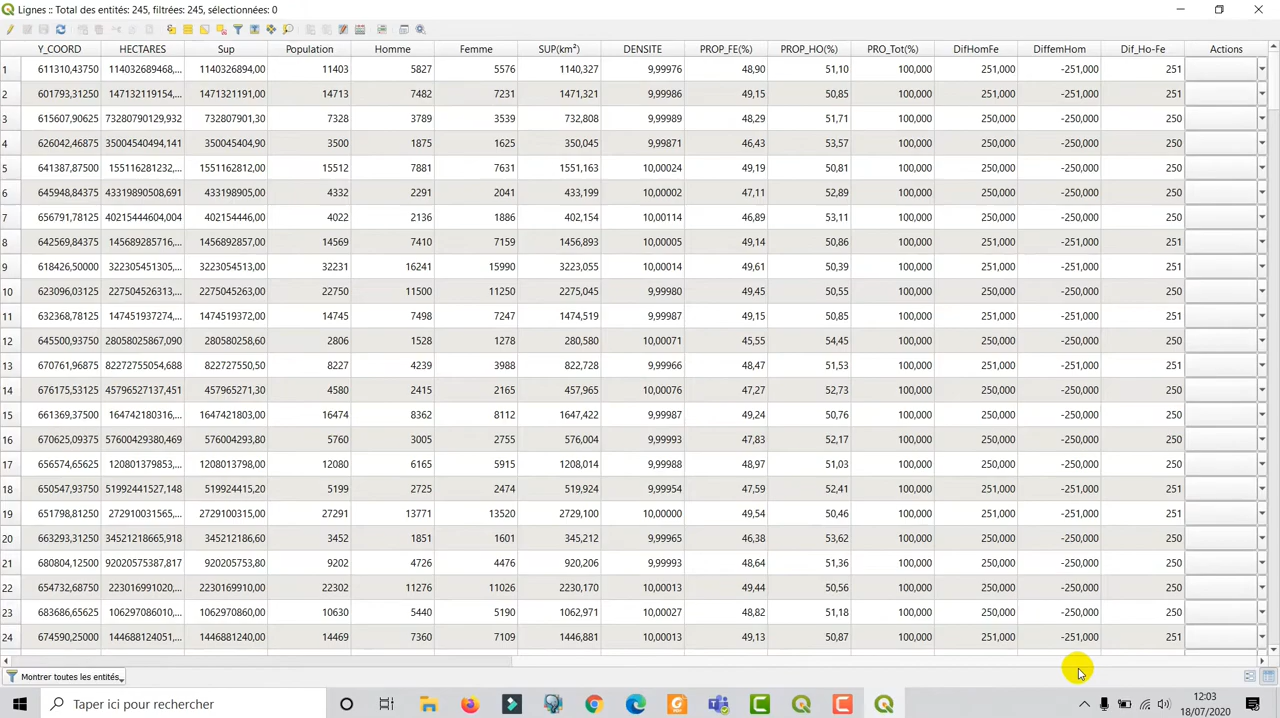 Lignes :: Total des entités: 245, filtrées: 245, sélectionnées: 0
Y_COORD HECTARES Sup Population Homme Femme SUP(km²) DENSITE PROP_FE(%) PROP_HO(%) PRO_Tot(%) DifHomFe DiffemHom Dif_Ho-Fe Actions
1 611310,43750 114032689468,... 1140326894,00 11403 5827 5576 1140,327 9,99976 48,90 51,10 100,000 251,000 -251,000 251
2 601793,31250 147132119154,... 1471321191,00 14713 7482 7231 1471,321 9,99986 49,15 50,85 100,000 251,000 -251,000 251
3 615607,90625 73280790129,932 732807901,30 7328 3789 3539 732,808 9,99989 48,29 51,71 100,000 250,000 -250,000 250
4 626042,46875 35004540494,141 350045404,90 3500 1875 1625 350,045 9,99871 46,43 53,57 100,000 250,000 -250,000 250
5 641387,87500 155116281232,... 1551162812,00 15512 7881 7631 1551,163 10,00024 49,19 50,81 100,000 250,000 -250,000 250
6 645948,84375 43319890508,691 433198905,00 4332 2291 2041 433,199 10,00002 47,11 52,89 100,000 250,000 -250,000 250
7 656791,78125 40215444604,004 402154446,00 4022 2136 1886 402,154 10,00114 46,89 53,11 100,000 250,000 -250,000 250
8 642569,84375 145689285716,... 1456892857,00 14569 7410 7159 1456,893 10,00005 49,14 50,86 100,000 251,000 -251,000 251
9 618426,50000 322305451305,... 3223054513,00 32231 16241 15990 3223,055 10,00014 49,61 50,39 100,000 251,000 -251,000 251
10 623096,03125 227504526313,... 2275045263,00 22750 11500 11250 2275,045 9,99980 49,45 50,55 100,000 250,000 -250,000 250
11 632368,78125 147451937274,... 1474519372,00 14745 7498 7247 1474,519 9,99987 49,15 50,85 100,000 251,000 -251,000 251
12 645500,93750 28058025867,090 280580258,60 2806 1528 1278 280,580 10,00071 45,55 54,45 100,000 250,000 -250,000 250
13 670761,96875 82272755054,688 822727550,50 8227 4239 3988 822,728 9,99966 48,47 51,53 100,000 251,000 -251,000 251
14 676175,53125 45796527137,451 457965271,30 4580 2415 2165 457,965 10,00076 47,27 52,73 100,000 250,000 -250,000 250
15 661369,37500 164742180316,... 1647421803,00 16474 8362 8112 1647,422 9,99987 49,24 50,76 100,000 250,000 -250,000 250
16 670625,09375 57600429380,469 576004293,80 5760 3005 2755 576,004 9,99993 47,83 52,17 100,000 250,000 -250,000 250
17 656574,65625 120801379853,... 1208013798,00 12080 6165 5915 1208,014 9,99988 48,97 51,03 100,000 250,000 -250,000 250
18 650547,93750 51992441527,148 519924415,20 5199 2725 2474 519,924 9,99954 47,59 52,41 100,000 251,000 -251,000 251
19 651798,81250 272910031565,... 2729100315,00 27291 13771 13520 2729,100 10,00000 49,54 50,46 100,000 251,000 -251,000 251
20 663293,31250 34521218665,918 345212186,60 3452 1851 1601 345,212 9,99965 46,38 53,62 100,000 250,000 -250,000 250
21 680804,12500 92020575387,817 920205753,80 9202 4726 4476 920,206 9,99993 48,64 51,36 100,000 250,000 -250,000 250
22 654732,68750 223016991020,... 2230169910,00 22302 11276 11026 2230,170 10,00013 49,44 50,56 100,000 250,000 -250,000 250
23 683686,65625 106297086010,... 1062970860,00 10630 5440 5190 1062,971 10,00027 48,82 51,18 100,000 250,000 -250,000 250
24 674590,25000 144688124051,... 1446881240,00 14469 7360 7109 1446,881 10,00013 49,13 50,87 100,000 251,000 -251,000 251
Montrer toutes les entités
Taper ici pour rechercher
12:03
18/07/2020